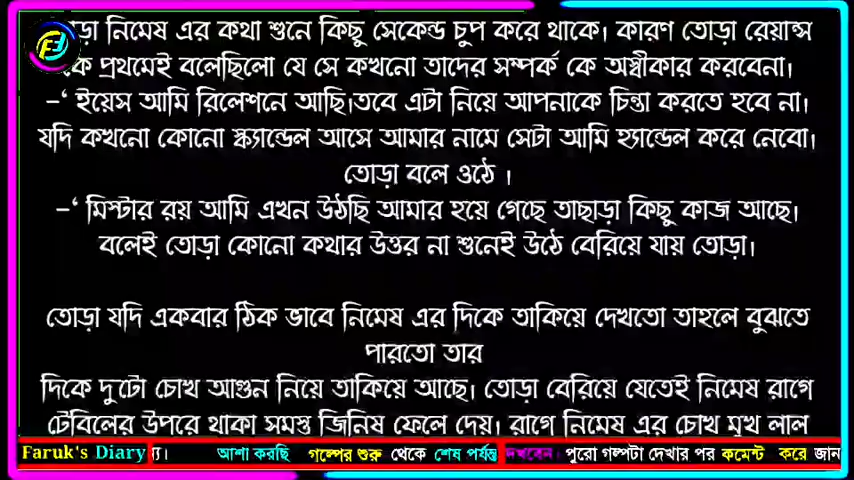 নিমেষ এর কথা শুনে কিছু সেকেন্ড চুপ করে থাকে। কারণ তোড়া রেয়ান্স
প্রথমেই বলেছিলো যে সে কখনো তাদের সম্পর্ক কে অস্বীকার করবেনা।
–‘ ইয়েস আমি রিলেশনে আছি।তবে এটা নিয়ে আপনাকে চিন্তা করতে হবে না।
যদি কখনো কোনো স্ক্যান্ডেল আসে আমার নামে সেটা আমি হ্যান্ডেল করে নেবো।
তোড়া বলে ওঠে ।
–‘ মিস্টার রয় আমি এখন উঠছি আমার হয়ে গেছে তাছাড়া কিছু কাজ আছে।
বলেই তোড়া কোনো কথার উত্তর না শুনেই উঠে বেরিয়ে যায় তোড়া।
তোড়া যদি একবার ঠিক ভাবে নিমেষ এর দিকে তাকিয়ে দেখতো তাহলে বুঝতে
পারতো তার
দিকে দুটো চোখ আগুন নিয়ে তাকিয়ে আছে। তোড়া বেরিয়ে যেতেই নিমেষ রাগে
টেবিলের উপরে থাকা সমস্ত জিনিষ ফেলে দেয়। রাগে নিমেষ এর চোখ মুখ লাল
Faruk's Diary আশা করছি গল্পের শুরু থেকে শেষ পর্যন্ত দেখবেন পুরো গল্পটা দেখার পর কমেন্ট করে জান